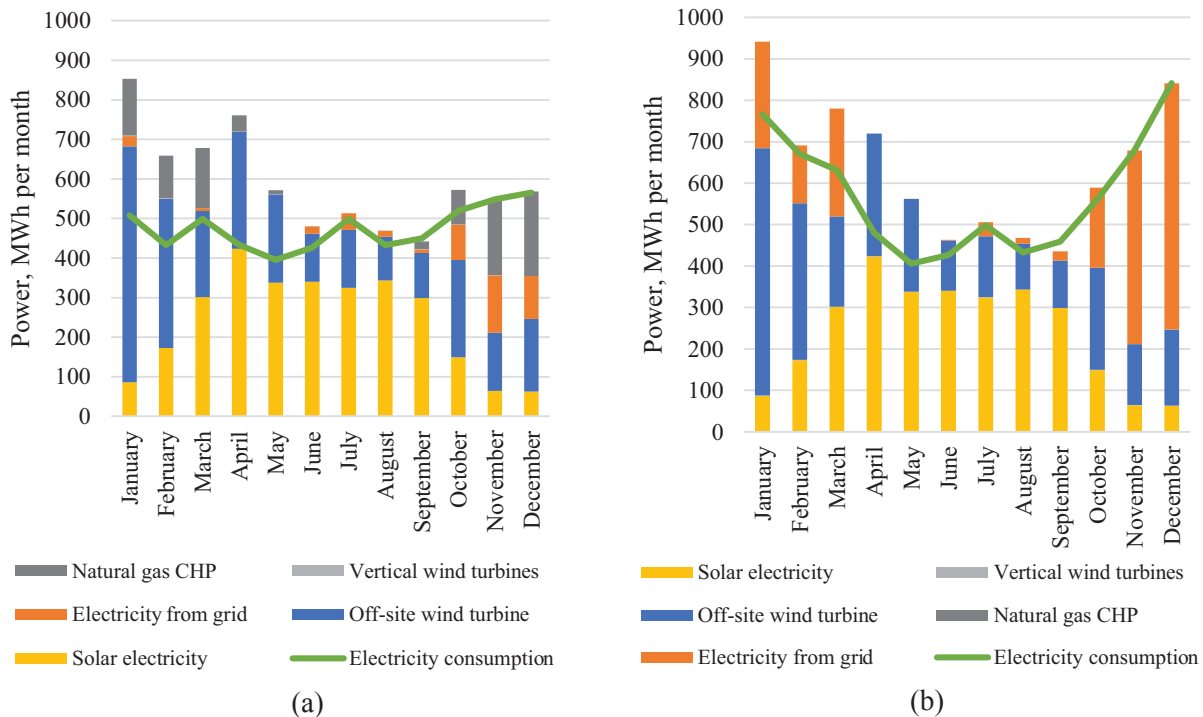 Power, MWh per month
1000
900
800
700
600
500
400
300
200
100
0
January
February
March
April
May
June
July
August
September
October
November
December
Natural gas CHP
Vertical wind turbines
Electricity from grid
Off-site wind turbine
Solar electricity
Electricity consumption
(a)
Power, MWh per month
1000
900
800
700
600
500
400
300
200
100
0
January
February
March
April
May
June
July
August
September
October
November
December
Solar electricity
Vertical wind turbines
Off-site wind turbine
Natural gas CHP
Electricity from grid
Electricity consumption
(b)